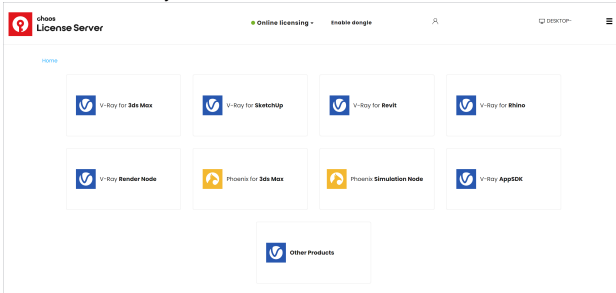 chaos
License Server
Online licensing
Enable dongle
DESKTOP-
Home
V-Ray for 3ds Max
V-Ray for SketchUp
V-Ray for Revit
V-Ray for Rhino
V-Ray Render Node
Phoenix for 3ds Max
Phoenix Simulation Node
V-Ray AppSDK
Other Products